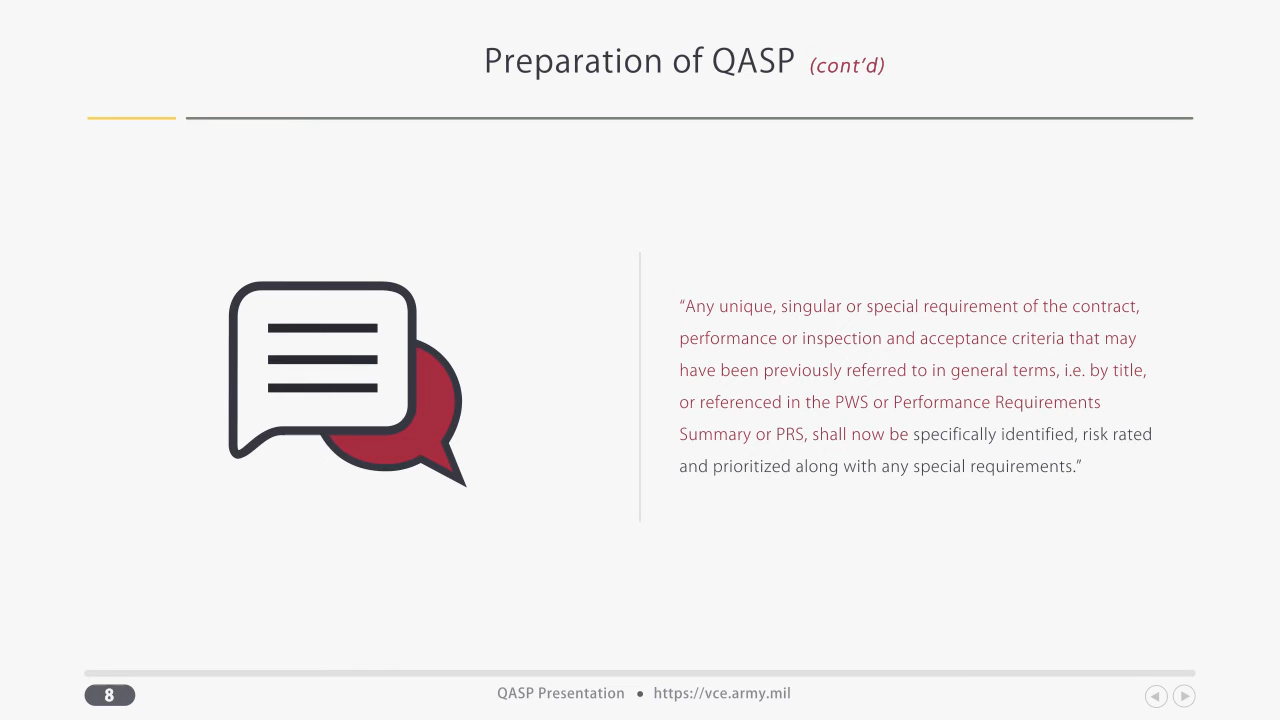 Preparation of QASP (cont’d)
“Any unique, singular or special requirement of the contract,
performance or inspection and acceptance criteria that may
have been previously referred to in general terms, i.e. by title,
or referenced in the PWS or Performance Requirements
Summary or PRS, shall now be specifically identified, risk rated
and prioritized along with any special requirements.”
8
QASP Presentation • https://vce.army.mil